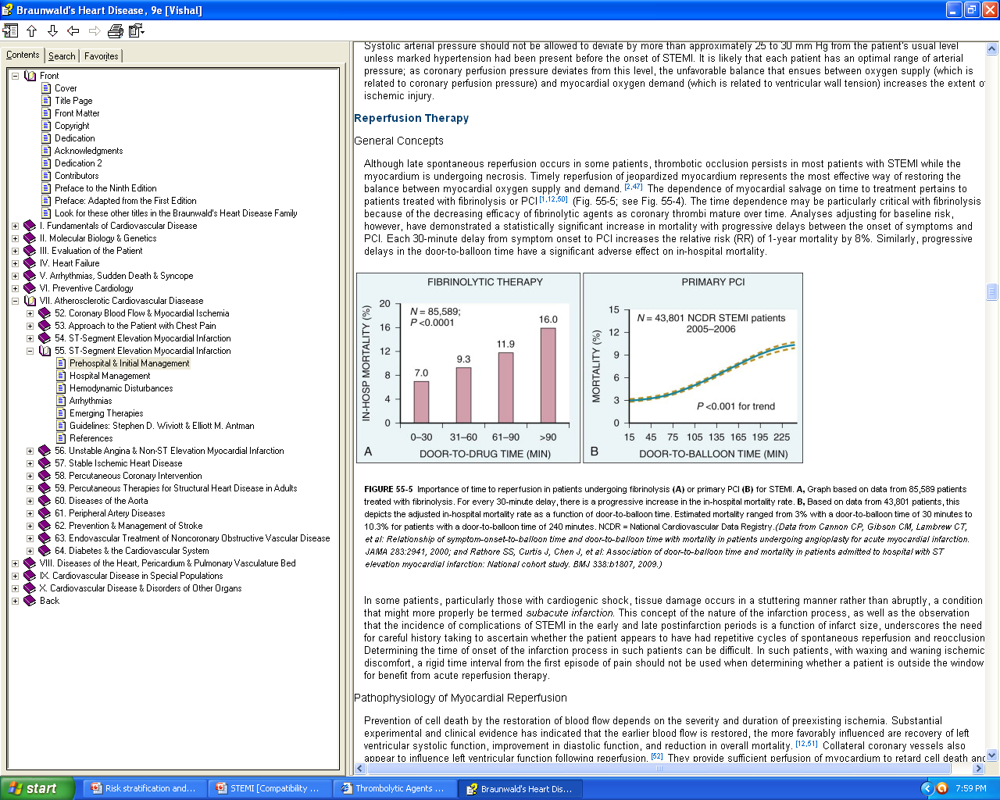 Braunwald's Heart Disease, 9e [Vishal]
Contents
Search
Favorites
Front
Cover
Title Page
Front Matter
Copyright
Dedication
Acknowledgments
Dedication 2
Contributors
Preface to the Ninth Edition
Preface: Adapted from the First Edition
Look for these other titles in the Braunwald's Heart Disease Family
I. Fundamentals of Cardiovascular Disease
II. Molecular Biology & Genetics
III. Evaluation of the Patient
IV. Heart Failure
V. Arrhythmias, Sudden Death & Syncope
VI. Preventive Cardiology
VII. Atherosclerotic Cardiovascular Disease
52. Coronary Blood Flow & Myocardial Ischemia
53. Approach to the Patient with Chest Pain
54. ST-Segment Elevation Myocardial Infarction
55. ST-Segment Elevation Myocardial Infarction
Prehospital & Initial Management
Hospital Management
Hemodynamic Disturbances
Arrhythmias
Emerging Therapies
Guidelines: Stephen D. Wiviott & Elliott M. Antman
References
56. Unstable Angina & Non-ST Elevation Myocardial Infarction
57. Stable Ischemic Heart Disease
58. Percutaneous Coronary Intervention
59. Percutaneous Therapies for Structural Heart Disease in Adults
60. Diseases of the Aorta
61. Peripheral Artery Diseases
62. Prevention & Management of Stroke
63. Endovascular Treatment of Noncoronary Obstructive Vascular Disease
64. Diabetes & the Cardiovascular System
VIII. Diseases of the Heart, Pericardium & Pulmonary Vasculature Bed
IX. Cardiovascular Disease in Special Populations
X. Cardiovascular Disease & Disorders of Other Organs
Back
Systolic arterial pressure should not be allowed to deviate by more than approximately 25 to 30 mm Hg from the patient's usual level
unless marked hypertension had been present before the onset of STEMI. It is likely that each patient has an optimal range of arterial
pressure; as coronary perfusion pressure deviates from this level, the unfavorable balance that ensues between oxygen supply (which is
related to coronary perfusion pressure) and myocardial oxygen demand (which is related to ventricular wall tension) increases the extent of
ischemic injury.
Reperfusion Therapy
General Concepts
Although late spontaneous reperfusion occurs in some patients, thrombotic occlusion persists in most patients with STEMI while the
myocardium is undergoing necrosis. Timely reperfusion of jeopardized myocardium represents the most effective way of restoring the
balance between myocardial oxygen supply and demand. [2,47] The dependence of myocardial salvage on time to treatment pertains to
patients treated with fibrinolysis or PCI [1,12,50] (Fig. 55-5; see Fig. 55-4). The time dependence may be particularly critical with fibrinolysis
because of the decreasing efficacy of fibrinolytic agents as coronary thrombi mature over time. Analyses adjusting for baseline risk,
however, have demonstrated a statistically significant increase in mortality with progressive delays between the onset of symptoms and
PCI. Each 30-minute delay from symptom onset to PCI increases the relative risk (RR) of 1-year mortality by 8%. Similarly, progressive
delays in the door-to-balloon time have a significant adverse effect on in-hospital mortality.
FIBRINOLYTIC THERAPY
IN-HOSP MORTALITY (%)
20
16
12
8
4
0
N = 85,589;
P <0.0001
7.0
9.3
11.9
16.0
0–30 31–60 61–90 >90
A DOOR-TO-DRUG TIME (MIN)
PRIMARY PCI
MORTALITY (%)
15
12
9
6
3
0
N = 43,801 NCDR STEMI patients
2005–2006
P <0.001 for trend
15 45 75 105 135 165 195 225
B DOOR-TO-BALLOON TIME (MIN)
FIGURE 55-5 Importance of time to reperfusion in patients undergoing fibrinolysis (A) or primary PCI (B) for STEMI. A, Graph based on data from 85,589 patients
treated with fibrinolysis. For every 30-minute delay, there is a progressive increase in the in-hospital mortality rate. B, Based on data from 43,801 patients, this
depicts the adjusted in-hospital mortality rate as a function of door-to-balloon time. Estimated mortality ranged from 3% with a door-to-balloon time of 30 minutes to
10.3% for patients with a door-to-balloon time of 240 minutes. NCDR = National Cardiovascular Data Registry.(Data from Cannon CP, Gibson CM, Lambrew CT,
et al: Relationship of symptom-onset-to-balloon time and door-to-balloon time with mortality in patients undergoing angioplasty for acute myocardial infarction.
JAMA 283:2941, 2000; and Rathore SS, Curtis J, Chen J, et al: Association of door-to-balloon time and mortality in patients admitted to hospital with ST
elevation myocardial infarction: National cohort study. BMJ 338:b1807, 2009.)
In some patients, particularly those with cardiogenic shock, tissue damage occurs in a stuttering manner rather than abruptly, a condition
that might more properly be termed subacute infarction. This concept of the nature of the infarction process, as well as the observation
that the incidence of complications of STEMI in the early and late postinfarction periods is a function of infarct size, underscores the need
for careful history taking to ascertain whether the patient appears to have had repetitive cycles of spontaneous reperfusion and reocclusion.
Determining the time of onset of the infarction process in such patients can be difficult. In such patients, with waxing and waning ischemic
discomfort, a rigid time interval from the first episode of pain should not be used when determining whether a patient is outside the window
for benefit from acute reperfusion therapy.
Pathophysiology of Myocardial Reperfusion
Prevention of cell death by the restoration of blood flow depends on the severity and duration of preexisting ischemia. Substantial
experimental and clinical evidence has indicated that the earlier blood flow is restored, the more favorably influenced are recovery of left
ventricular systolic function, improvement in diastolic function, and reduction in overall mortality. [12,51] Collateral coronary vessels also
appear to influence left ventricular function following reperfusion. [52] They provide sufficient perfusion of myocardium to retard cell death and
start
Risk stratification and...
STEMI [Compatibility ...
Thrombolytic Agents ...
Braunwald's Heart Dis...
7:59 PM